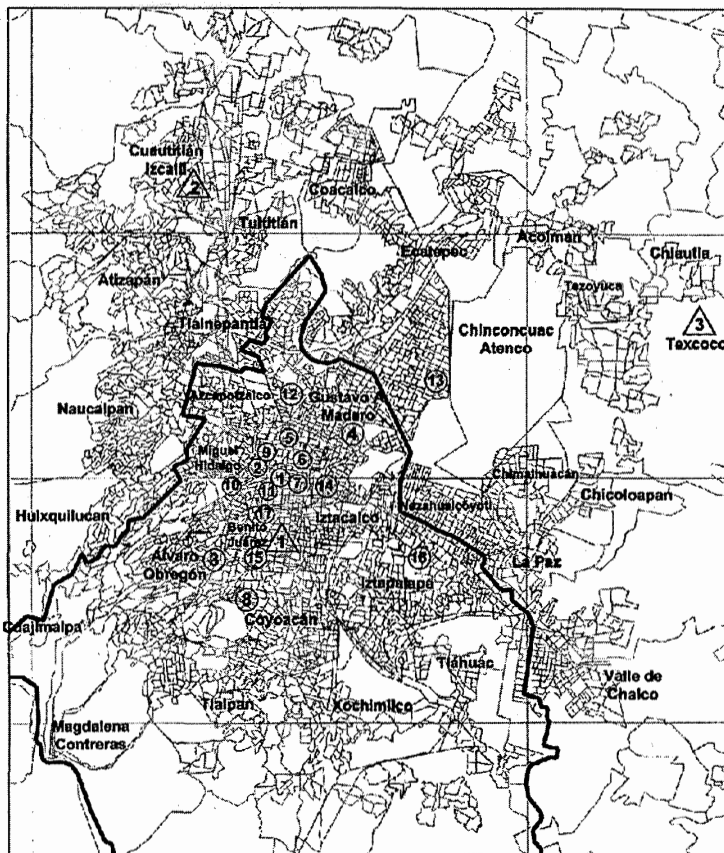 Cuautitlán
Izcalli
2
Coacalco
Tultitlán
Ecatepec
Acolman
Chiautla
Atizapán
Tezoyuca
Tlalnepantla
Chinconcuac
Atenco
3
Texcoco
13
Azcapotzalco
12
Gustavo A
Madero
Naucalpan
4
5
Miguel
Hidalgo
9
6
2
Chimalhuacán
10
1
7
14
11
Chicoloapan
Nezahualcóyotl
Huixquilucan
17
Iztacalco
Benito
Juárez
1
Alvaro
Obregón
3
15
16
La Paz
Iztapalapa
8
Coyoacán
Cuajimalpa
Tláhuac
Valle de
Chalco
Tlalpan
Xochimilco
Magdalena
Contreras